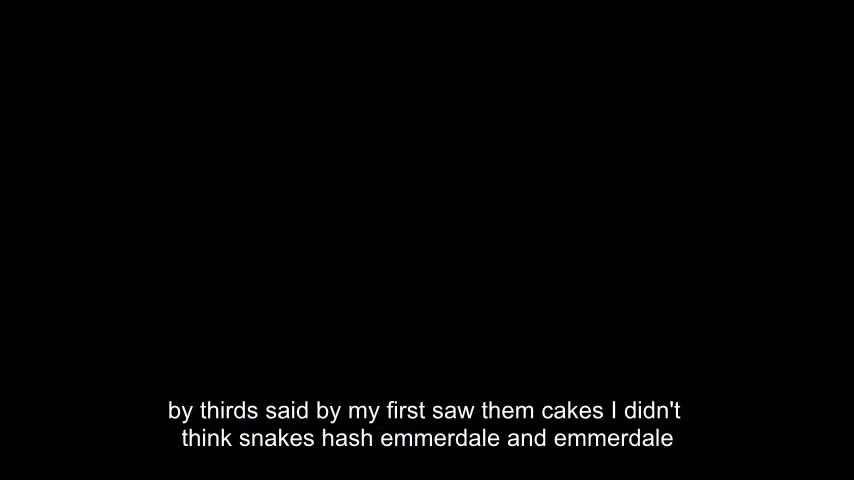 by thirds said by my first saw them cakes I didn't
think snakes hash emmerdale and emmerdale